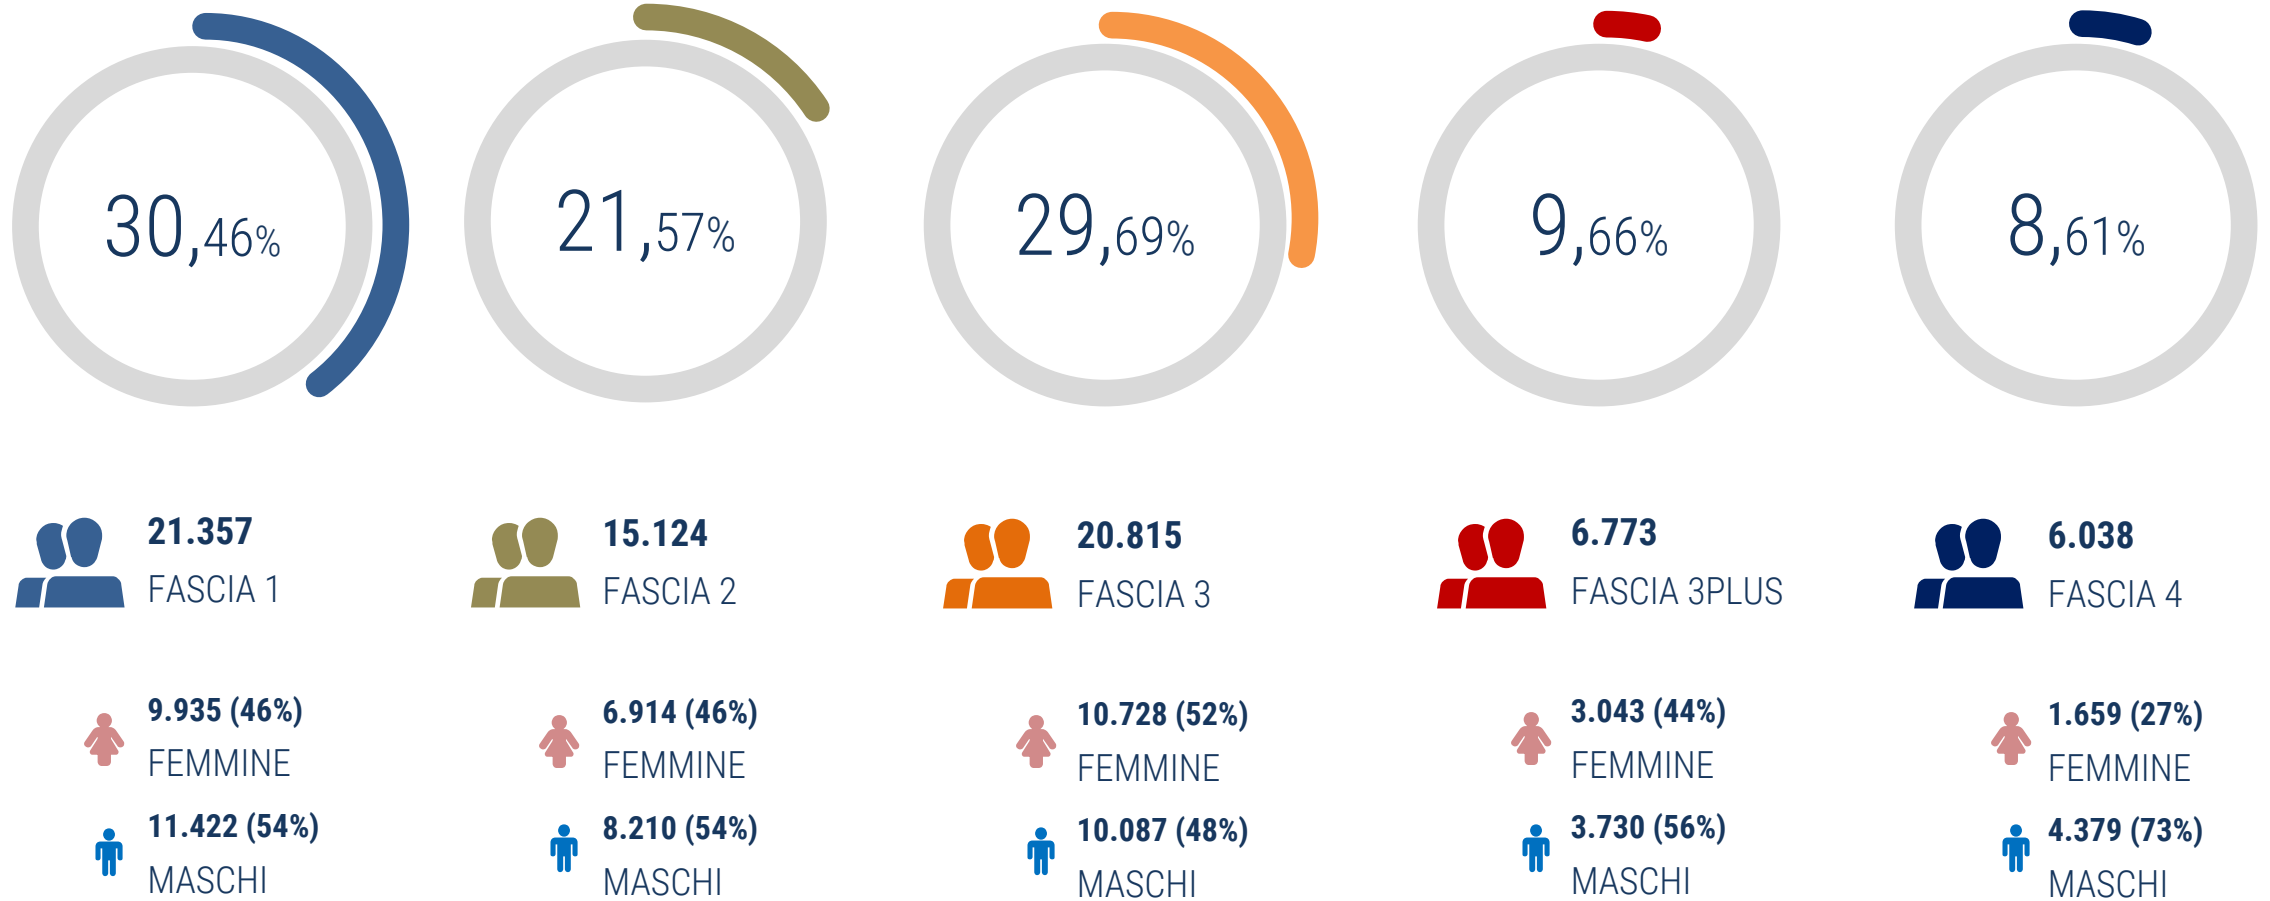 30,46%
21,57%
29,69%
9,66%
8,61%
21.357
FASCIA 1
15.124
FASCIA 2
20.815
FASCIA 3
6.773
FASCIA 3PLUS
6.038
FASCIA 4
9.935 (46%)
FEMMINE
6.914 (46%)
FEMMINE
10.728 (52%)
FEMMINE
3.043 (44%)
FEMMINE
1.659 (27%)
FEMMINE
11.422 (54%)
MASCHI
8.210 (54%)
MASCHI
10.087 (48%)
MASCHI
3.730 (56%)
MASCHI
4.379 (73%)
MASCHI